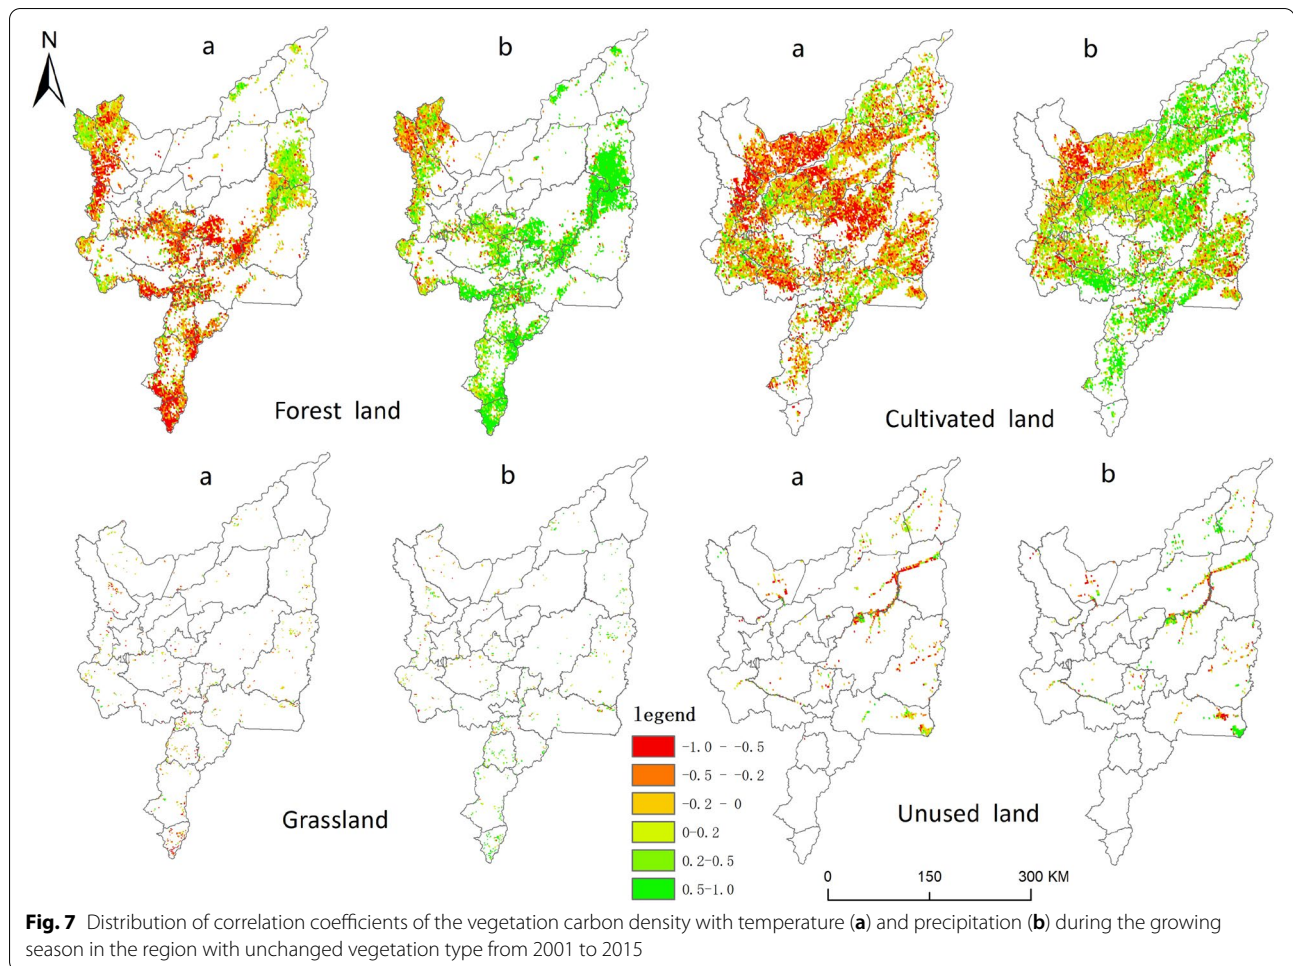 N
a
b
a
b
Forest land
Cultivated land
a
b
a
b
legend
-1.0 - -0.5
-0.5 - -0.2
-0.2 - 0
0-0.2
0.2-0.5
0.5-1.0
Grassland
Unused land
0 150 300 KM
Fig. 7 Distribution of correlation coefficients of the vegetation carbon density with temperature (a) and precipitation (b) during the growing
season in the region with unchanged vegetation type from 2001 to 2015